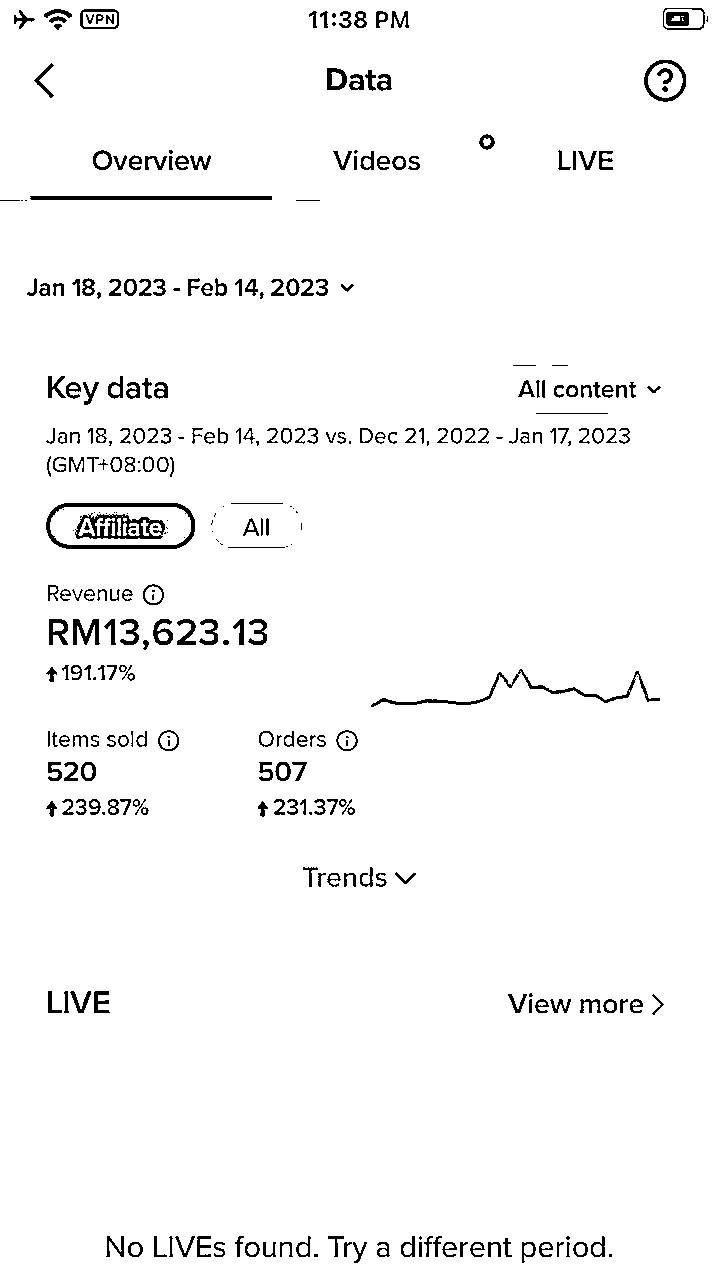 VPN 11:38 PM
Data
Overview Videos LIVE
Jan 18, 2023 - Feb 14, 2023
Key data All content
Jan 18, 2023 - Feb 14, 2023 vs. Dec 21, 2022 - Jan 17, 2023
(GMT+08:00)
Affiliate All
Revenue
RM13,623.13
191.17%
Items sold Orders
520 507
239.87% 231.37%
Trends
LIVE View more
No LIVEs found. Try a different period.